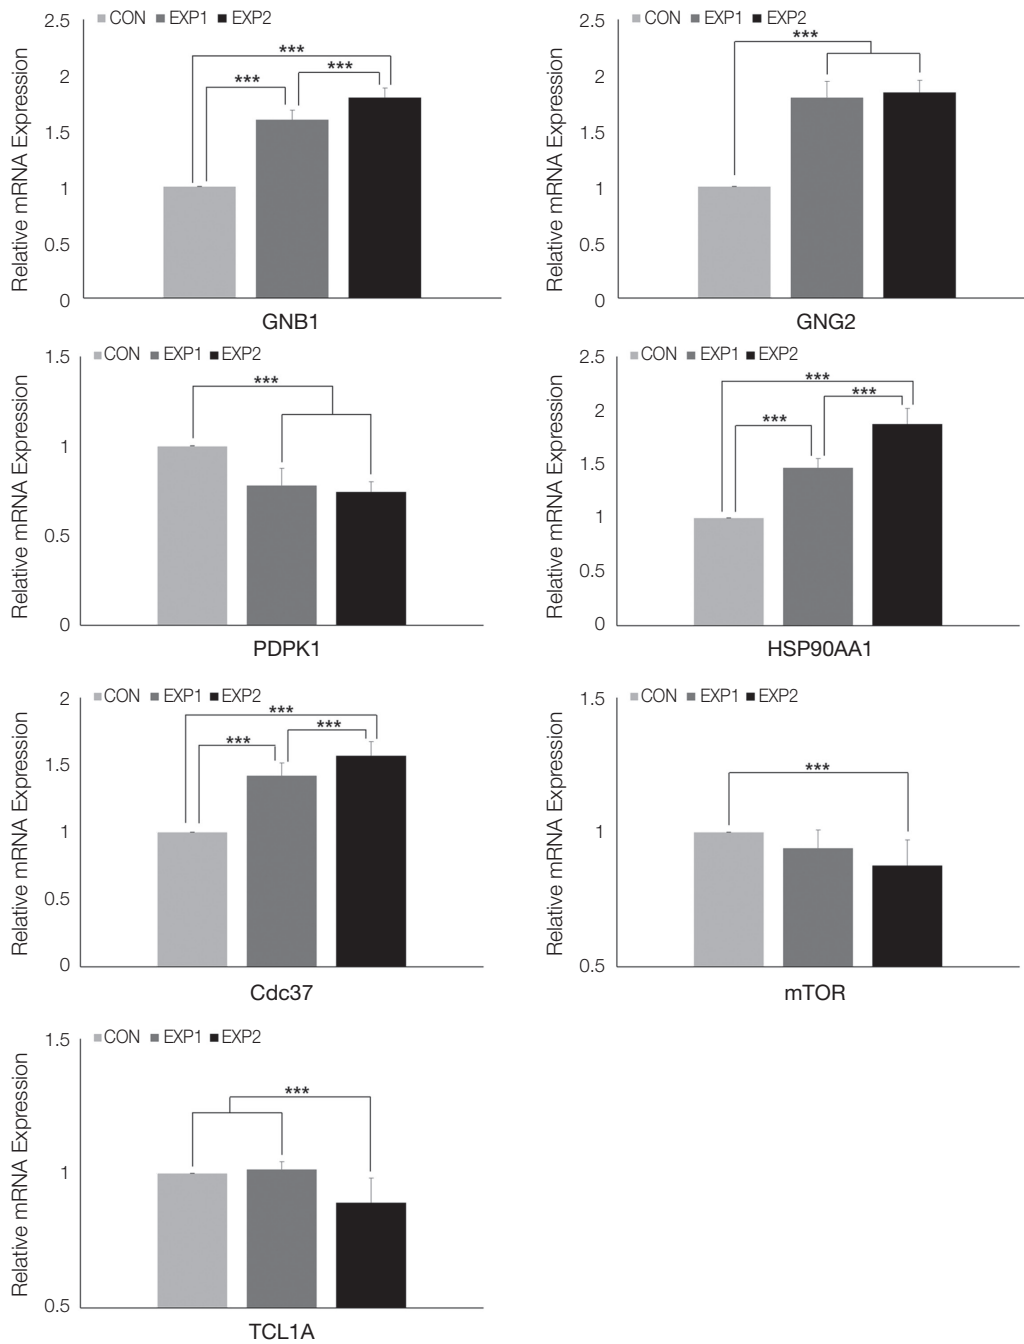 CON EXP1 EXP2
Relative mRNA Expression
2.5
2
1.5
1
0.5
0
***
***
***
GNB1
CON EXP1 EXP2
Relative mRNA Expression
2.5
2
1.5
1
0.5
0
***
GNG2
CON EXP1 EXP2
Relative mRNA Expression
1.5
1
0.5
0
***
PDPK1
CON EXP1 EXP2
Relative mRNA Expression
2.5
2
1.5
1
0.5
0
***
***
***
HSP90AA1
CON EXP1 EXP2
Relative mRNA Expression
2
1.5
1
0.5
0
***
***
***
Cdc37
CON EXP1 EXP2
Relative mRNA Expression
1.5
1
0.5
***
mTOR
CON EXP1 EXP2
Relative mRNA Expression
1.5
1
0.5
***
TCL1A